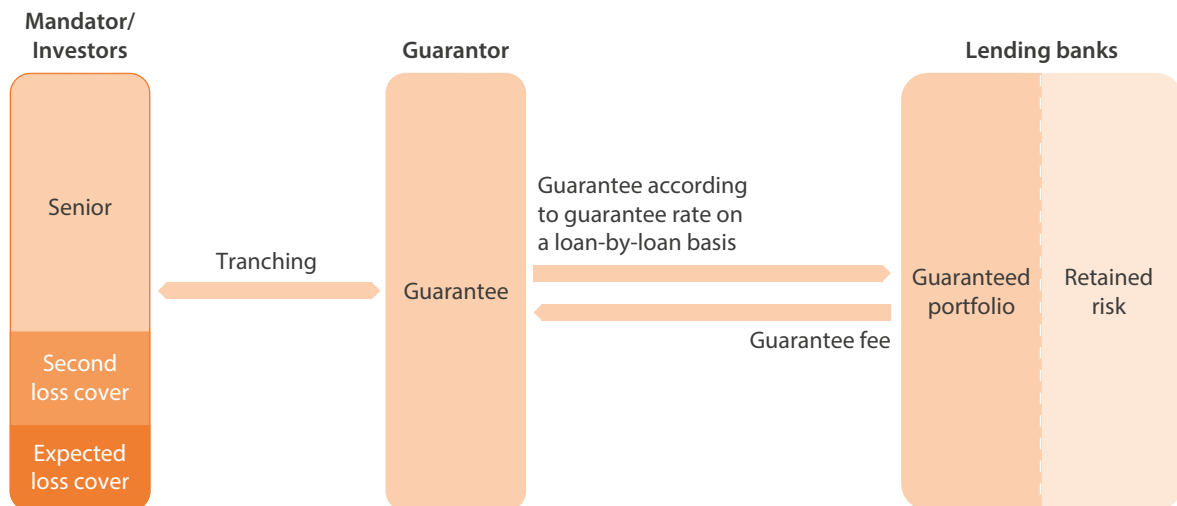 Mandator/
Investors
Guarantor
Lending banks
Senior
Second
loss cover
Expected
loss cover
Tranching
Guarantee
Guarantee according
to guarantee rate on
a loan-by-loan basis
Guarantee fee
Guaranteed
portfolio
Retained
risk